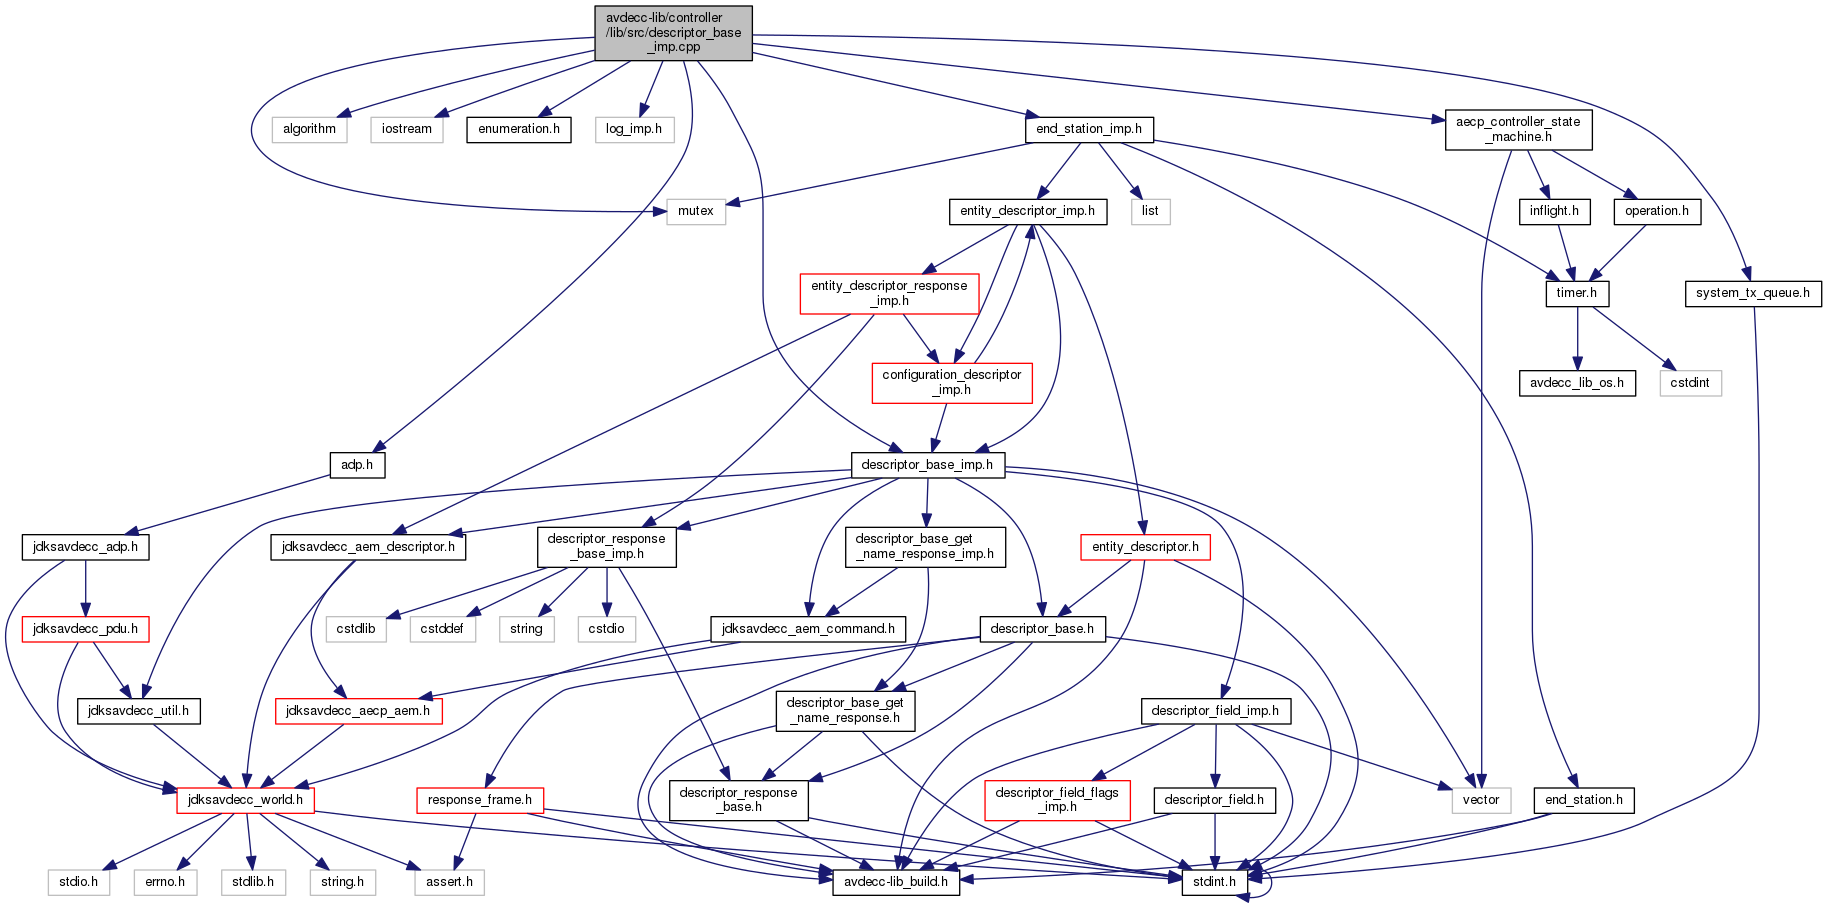 avdecc-lib/controller
/lib/src/descriptor_base
_imp.cpp
algorithm
iostream
enumeration.h
log_imp.h
end_station_imp.h
aecp_controller_state
_machine.h
mutex
entity_descriptor_imp.h
list
inflight.h
operation.h
entity_descriptor_response
_imp.h
timer.h
system_tx_queue.h
configuration_descriptor
_imp.h
avdecc_lib_os.h
cstdint
adp.h
descriptor_base_imp.h
jdksavdecc_adp.h
jdksavdecc_aem_descriptor.h
descriptor_response
_base_imp.h
descriptor_base_get
_name_response_imp.h
entity_descriptor.h
jdksavdecc_pdu.h
cstdlib
cstddef
string
cstdio
jdksavdecc_aem_command.h
descriptor_base.h
jdksavdecc_util.h
jdksavdecc_aecp_aem.h
descriptor_base_get
_name_response.h
descriptor_field_imp.h
jdksavdecc_world.h
response_frame.h
descriptor_response
_base.h
descriptor_field_flags
_imp.h
descriptor_field.h
vector
end_station.h
stdio.h
errno.h
stdlib.h
string.h
assert.h
avdecc-lib_build.h
stdint.h